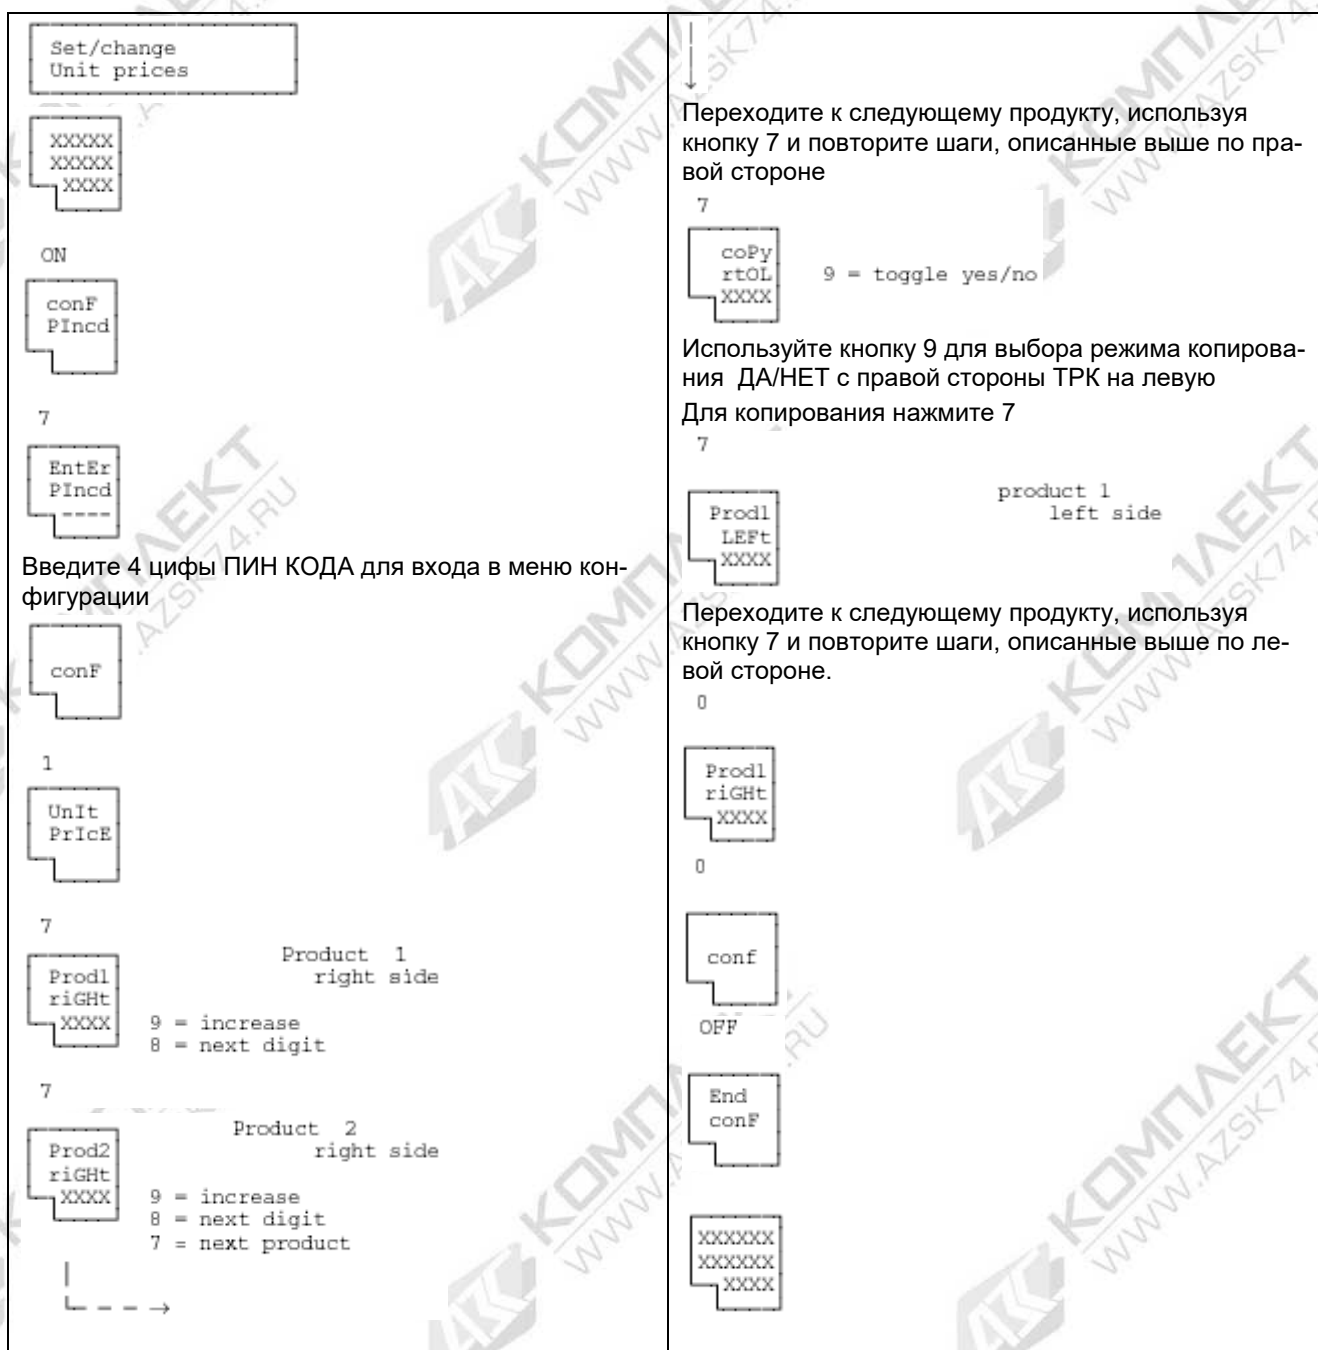 Set/change
Unit prices
XXXXX
XXXXX
XXXX
ON
conF
PIncd
7
EntEr
PIncd
----
Введите 4 цифы ПИН КОДА для входа в меню кон-
фигурации
conF
1
UnIt
PrIcE
7
Product 1
right side
Prod1
riGHt
XXXX
9 = increase
8 = next digit
7
Product 2
right side
Prod2
riGHt
XXXX
9 = increase
8 = next digit
7 = next product
Переходите к следующему продукту, используя
кнопку 7 и повторите шаги, описанные выше по пра-
вой стороне
7
coPy
rtOL
XXXX
9 = toggle yes/no
Используйте кнопку 9 для выбора режима копирова-
ния ДА/НЕТ с правой стороны ТРК на левую
Для копирования нажмите 7
7
product 1
left side
Prod1
LEFt
XXXX
Переходите к следующему продукту, используя
кнопку 7 и повторите шаги, описанные выше по ле-
вой стороне.
0
Prod1
riGHt
XXXX
0
conf
OFF
End
conF
XXXXXX
XXXXXX
XXXX
АЗС КОМПЛЕКТ
WWW.AZSK74.RU